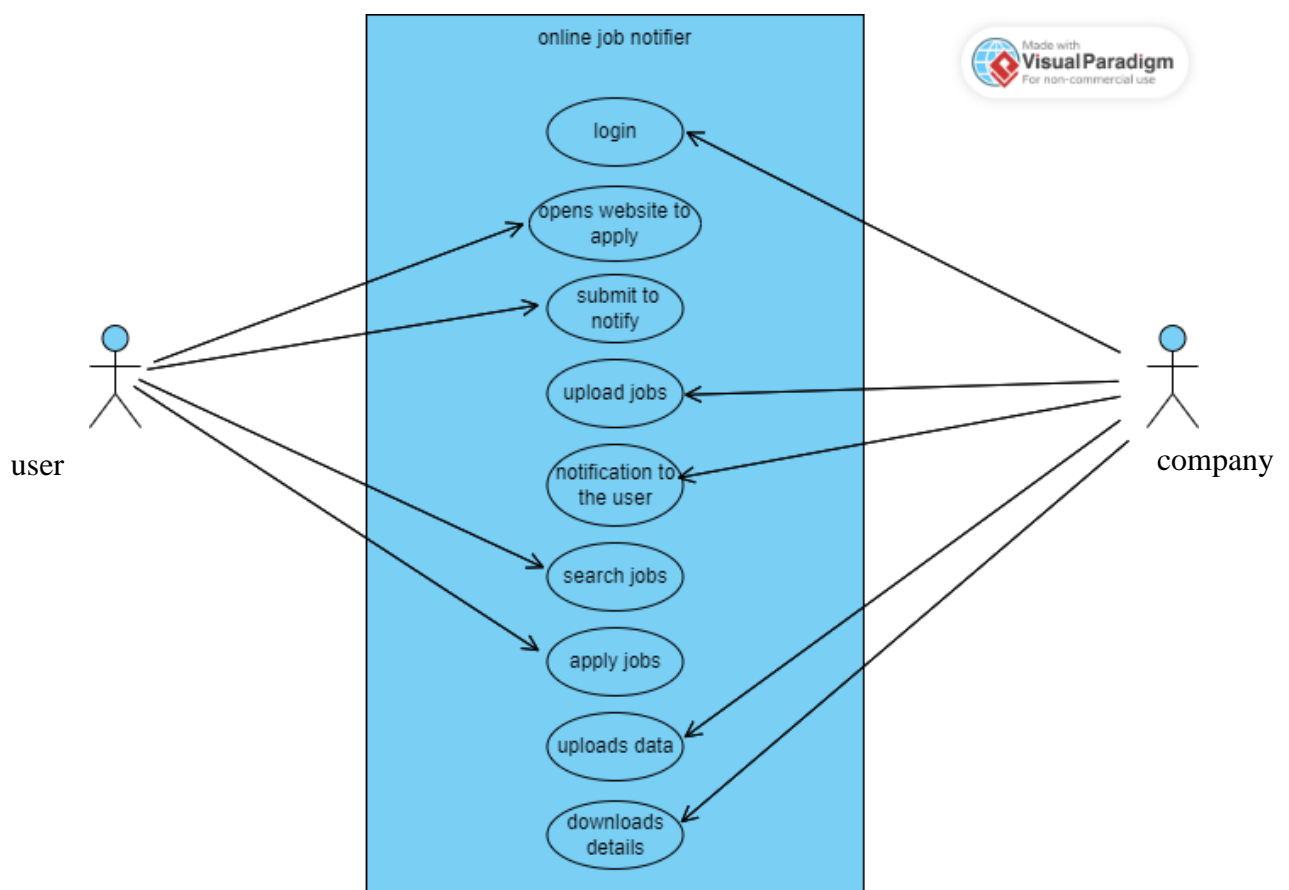 online job notifier
Made with
Visual Paradigm
For non-commercial use
login
opens website to
apply
submit to
notify
upload jobs
notification to
the user
user
company
search jobs
apply jobs
uploads data
downloads
details